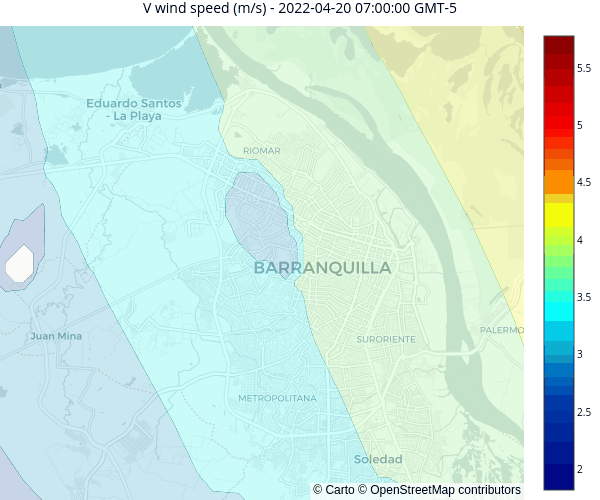 V wind speed (m/s) - 2022-04-20 07:00:00 GMT-5
5.5
5
4.5
4
3.5
3
2.5
2
Eduardo Santos
- La Playa
RIOMAR
BARRANQUILLA
Juan Mina
SURORIENTE
PALERMO
METROPOLITANA
Soledad
© Carto © OpenStreetMap contributors